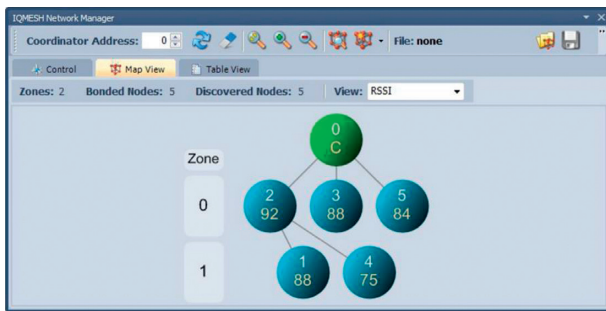 IQMESH Network Manager
Coordinator Address: 0 File: none
Control Map View Table View
Zones: 2 Bonded Nodes: 5 Discovered Nodes: 5 View: RSSI
0
C
Zone
0
2
92
3
88
5
84
1
1
88
4
75